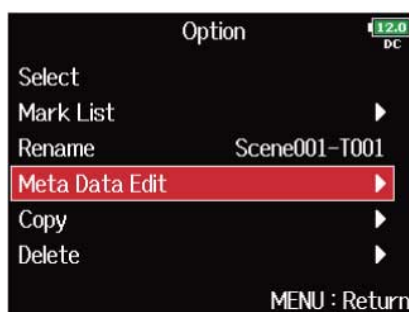 Option
12.0
DC
Select
Mark List
Rename Scene001-T001
Meta Data Edit
Copy
Delete
MENU : Return